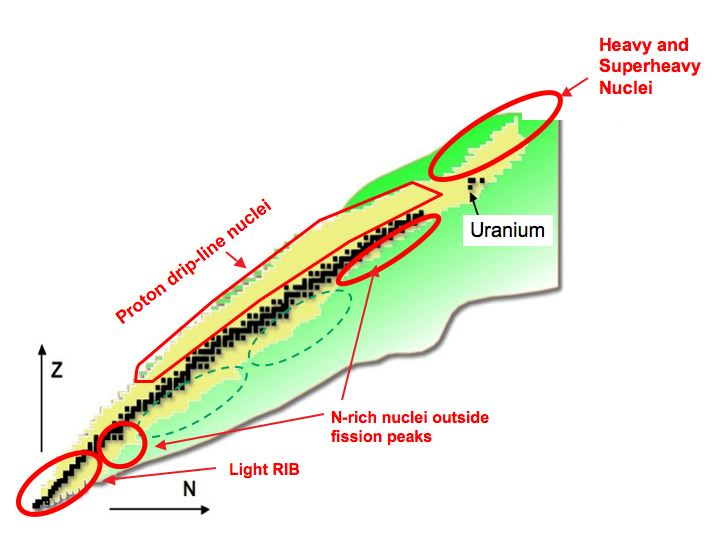 Heavy and
Superheavy
Nuclei
Proton drip-line nuclei
Uranium
Z
N-rich nuclei outside
fission peaks
Light RIB
N